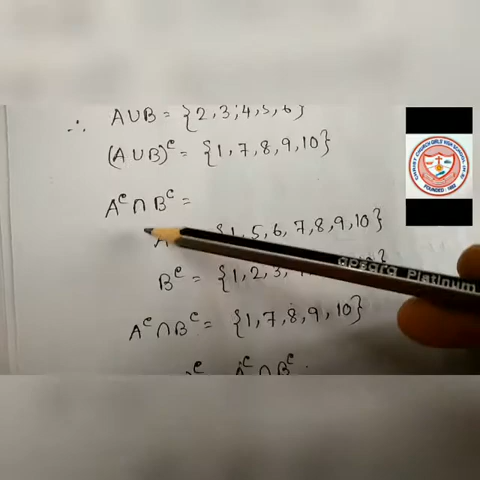 ∴ A∪B = {2,3,4,5,6}
(A∪B)ᶜ = {1,7,8,9,10}
Aᶜ∩Bᶜ =
{1,5,6,7,8,9,10}
Bᶜ = {1,2,3,
Aᶜ∩Bᶜ = {1,7,8,9,10}
Aᶜ∩Bᶜ.
apsara Platinum